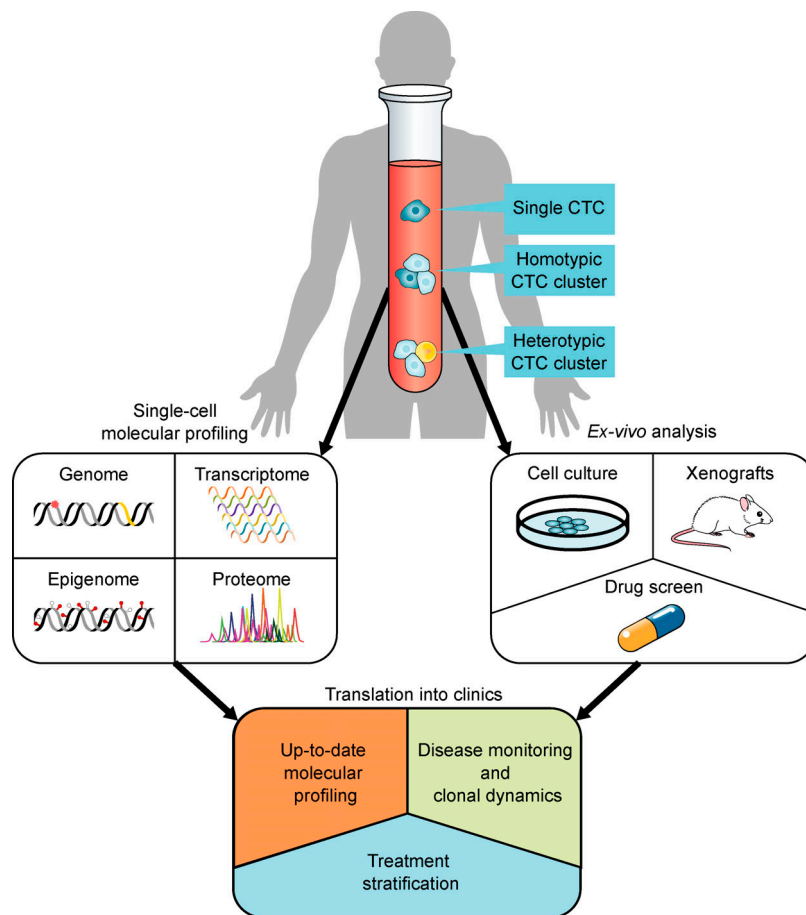 Single CTC
Homotypic
CTC cluster
Heterotypic
CTC cluster
Single-cell
molecular profiling
Ex-vivo analysis
Genome
Transcriptome
Epigenome
Proteome
Cell culture
Xenografts
Drug screen
Translation into clinics
Up-to-date
molecular
profiling
Disease monitoring
and
clonal dynamics
Treatment
stratification